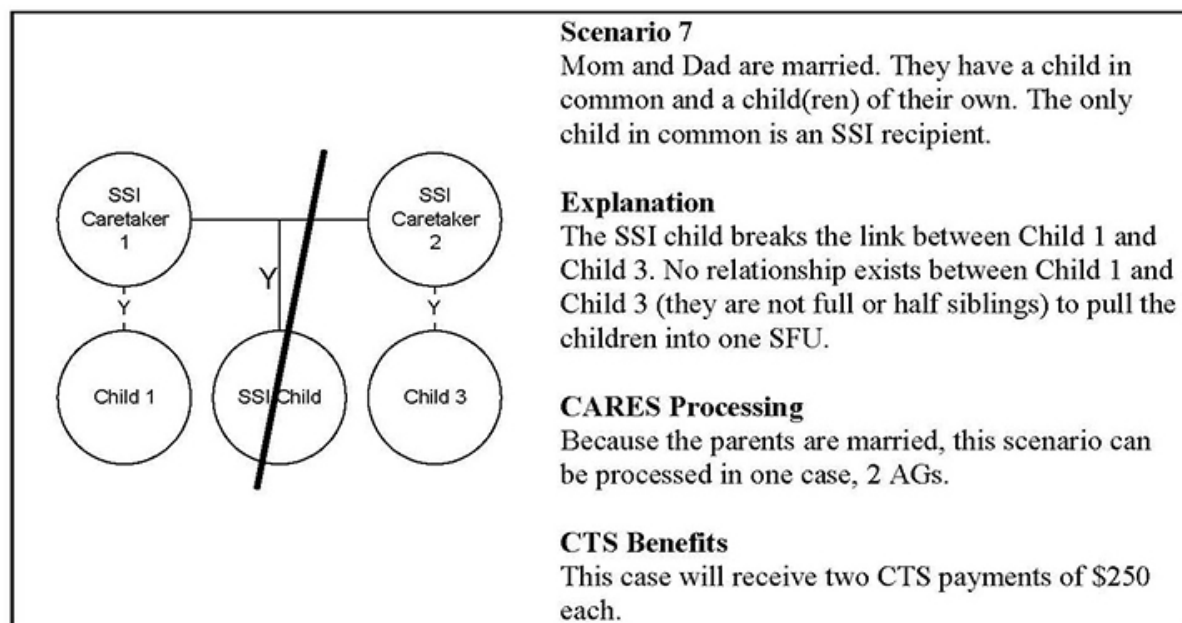 SSI
Caretaker
1
SSI
Caretaker
2
Y
Y
Y
Child 1
SSI Child
Child 3
Scenario 7
Mom and Dad are married. They have a child in
common and a child(ren) of their own. The only
child in common is an SSI recipient.
Explanation
The SSI child breaks the link between Child 1 and
Child 3. No relationship exists between Child 1 and
Child 3 (they are not full or half siblings) to pull the
children into one SFU.
CARES Processing
Because the parents are married, this scenario can
be processed in one case, 2 AGs.
CTS Benefits
This case will receive two CTS payments of $250
each.